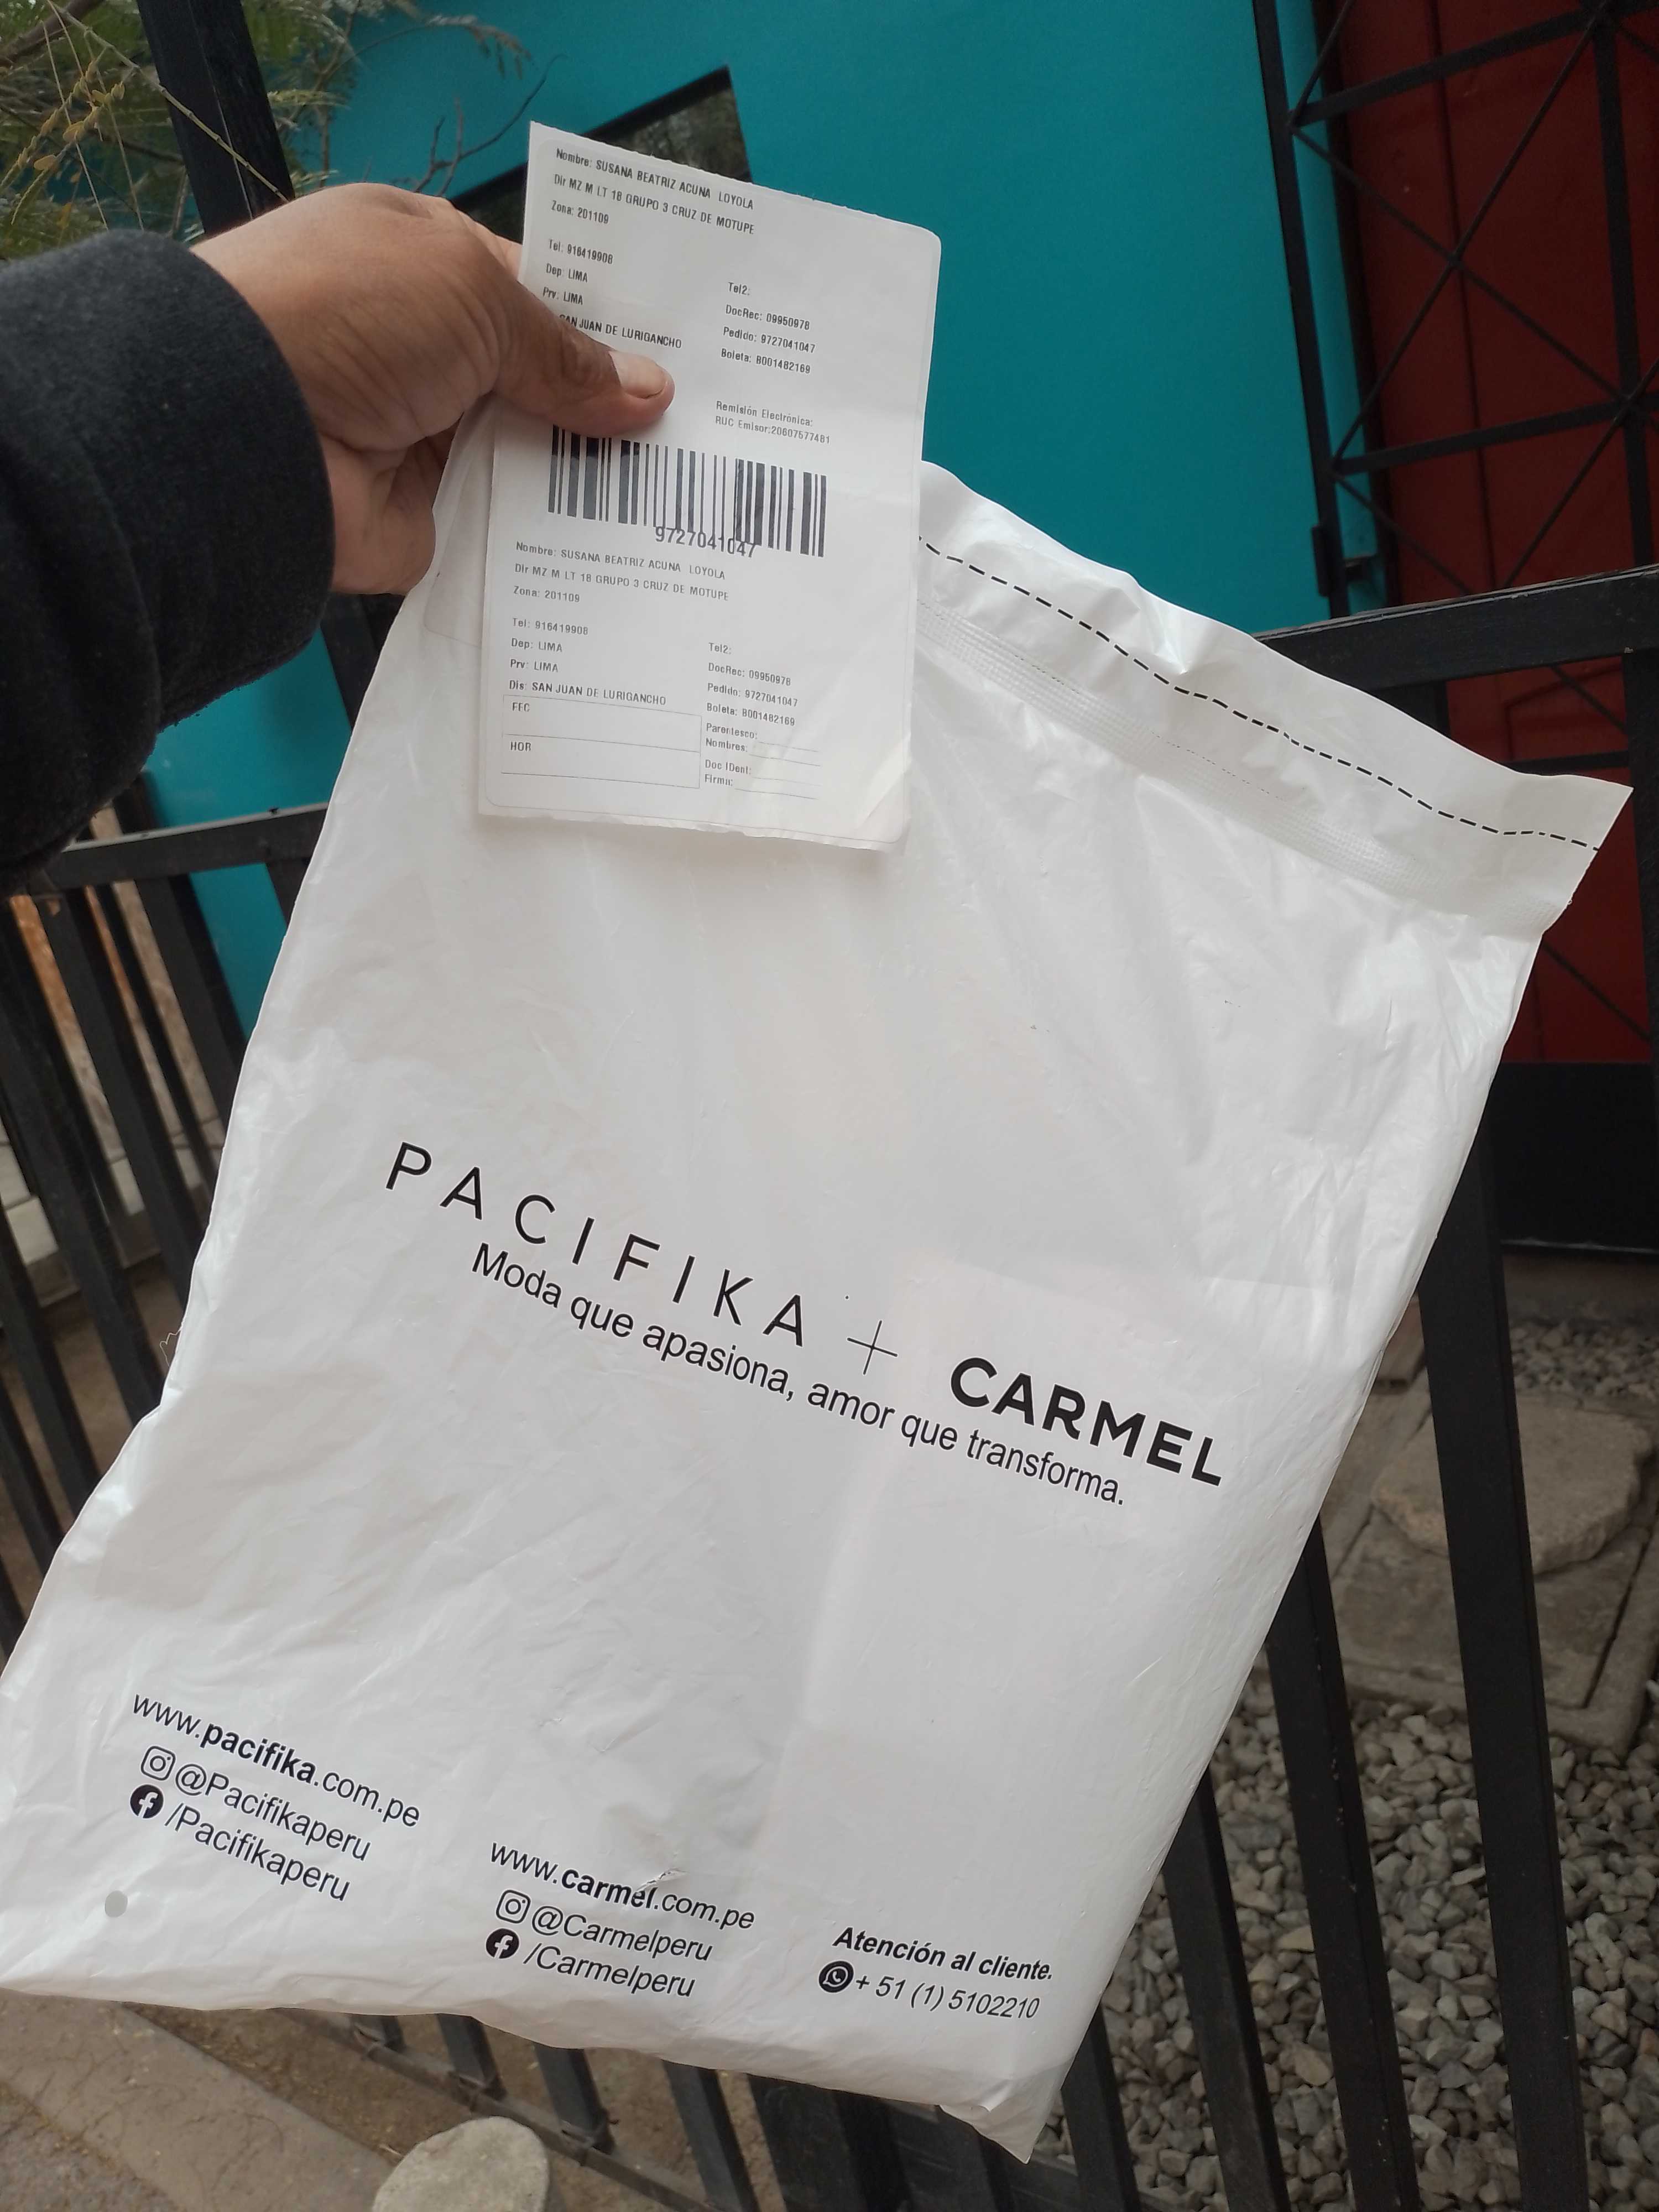 Nombre: SUSANA BEATRIZ ACUNA LOYOLA
Dir MZ M LT 18 GRUPO 3 CRUZ DE MOTUPE
Zona: 201109
Tel: 916419908
Dep: LIMA
Prv. LIMA
SAN JUAN DE LURIGANCHO
Tel2:
DocRec: 09950978
Pedido: 9727041047
Boleta: B001482169
Remisión Electrónica:
RUC Emisor:20607577481
9727041047
Nombre: SUSANA BEATRIZ ACUNA LOYOLA
Dir MZ M LT 18 GRUPO 3 CRUZ DE MOTUPE
Zona: 201109
Tel: 916419908
Dep: LIMA
Prv: LIMA
Dis: SAN JUAN DE LURIGANCHO
Tel2:
DocRec: 09950978
Pedido: 9727041047
Boleta: B001482169
FEC
HOR
Parentesco:
Nombres:
Doc IDent:
Firma:
PACIFIKA + CARMEL
Moda que apasiona, amor que transforma.
www.pacifika.com.pe
@Pacifikaperu
/Pacifikaperu
www.carmel.com.pe
@Carmelperu
/Carmelperu
Atención al cliente.
+ 51 (1) 5102210